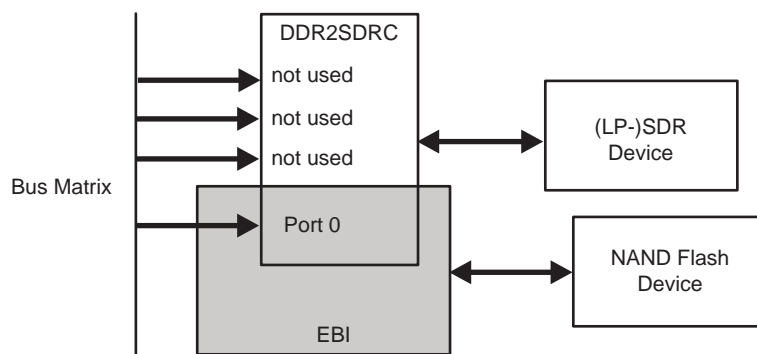 DDR2SDRC
not used
not used
not used
(LP-)SDR
Device
Bus Matrix
Port 0
NAND Flash
Device
EBI